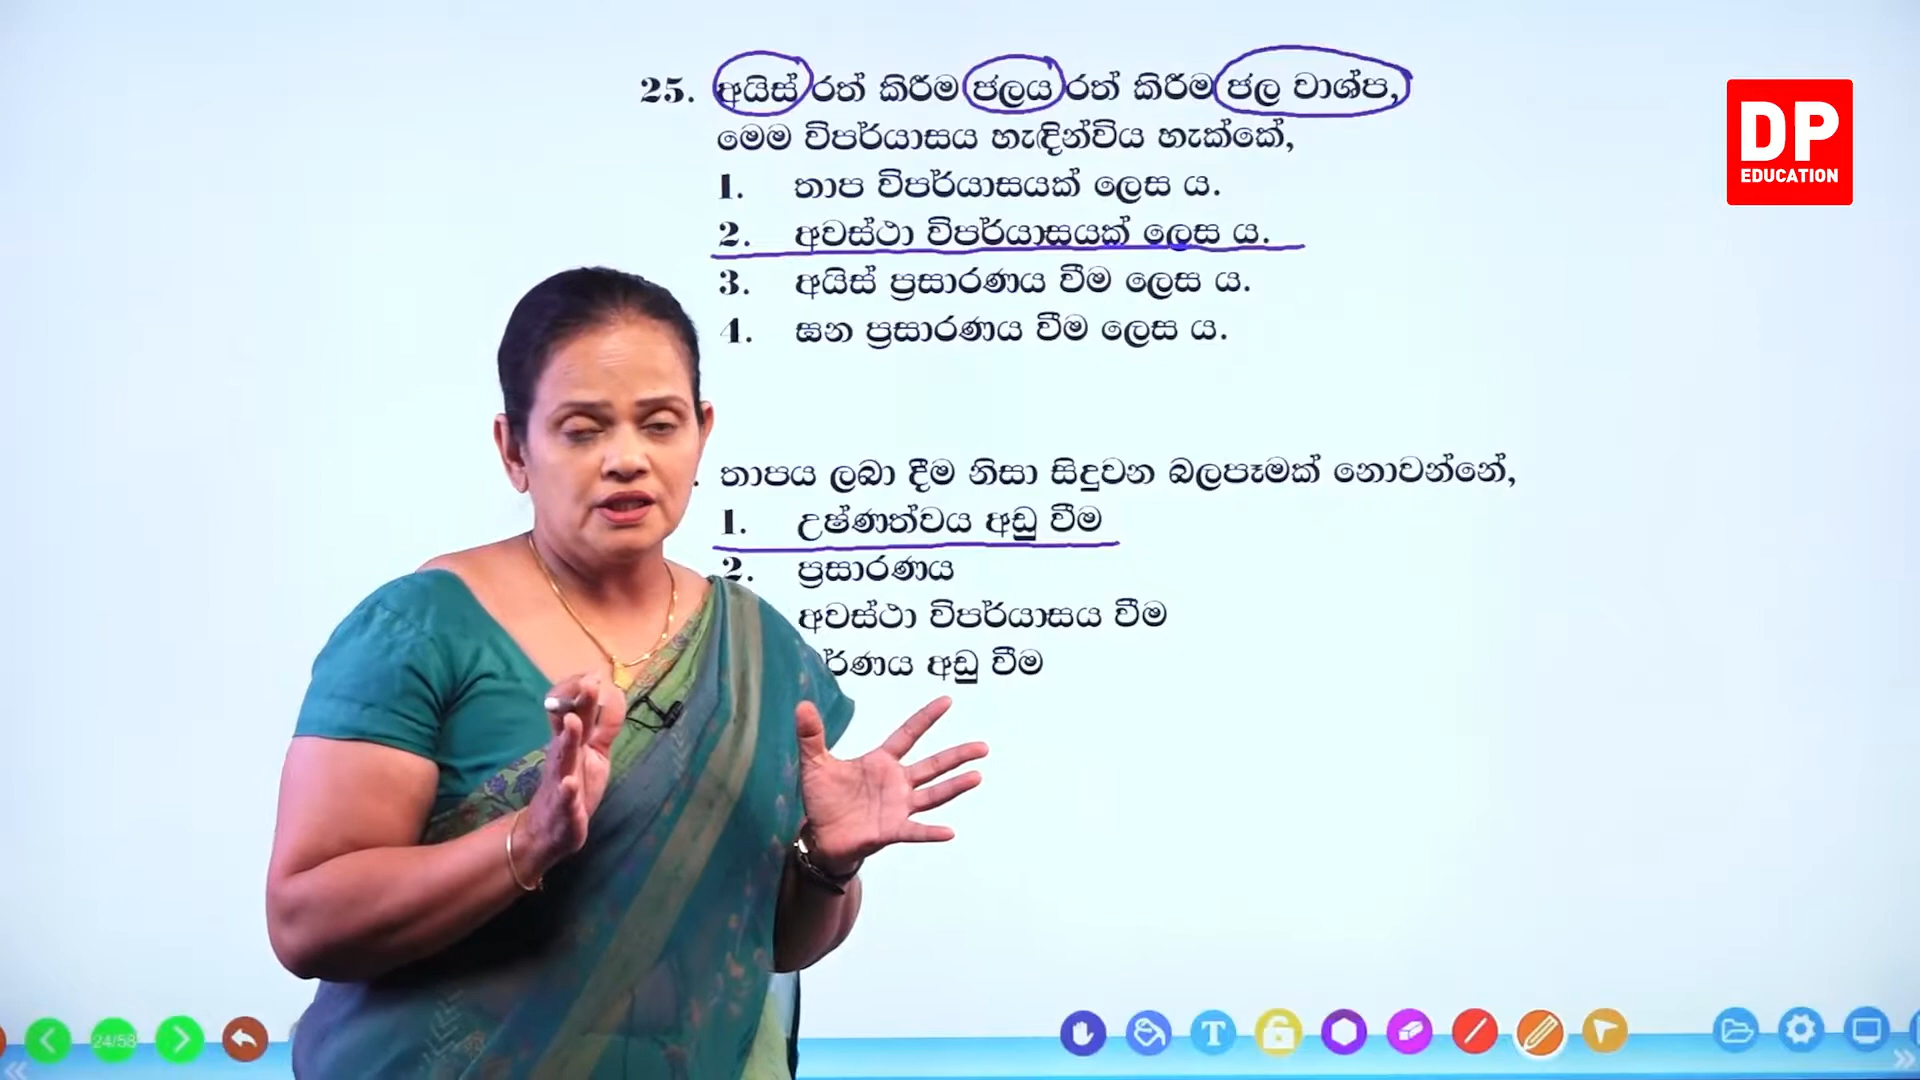 25. අයිස් රත් කිරීම ජලය රත් කිරීම ජල වාශ්ප,
මෙම විපර්යාසය හැඳින්විය හැක්කේ,
1. තාප විපර්යාසයක් ලෙස ය.
2. අවස්ථා විපර්යාසයක් ලෙස ය.
3. අයිස් ප්‍රසාරණය වීම ලෙස ය.
4. ඝන ප්‍රසාරණය වීම ලෙස ය.
DP
EDUCATION
තාපය ලබා දීම නිසා සිදුවන බලපෑමක් නොවන්නේ,
1. උෂ්ණත්වය අඩු වීම
2. ප්‍රසාරණය
අවස්ථා විපර්යාසය වීම
අඩු වීම
24/58
T